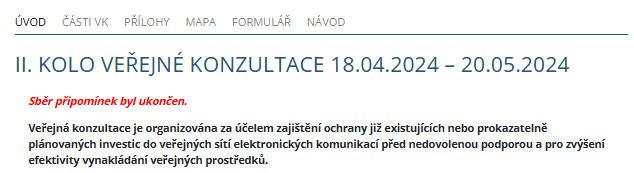 ÚVOD ČÁSTI VK PŘÍLOHY MAPA FORMULÁŘ NÁVOD
II. KOLO VEŘEJNÉ KONZULTACE 18.04.2024 – 20.05.2024
Sběr připomínek byl ukončen.
Veřejná konzultace je organizována za účelem zajištění ochrany již existujících nebo prokazatelně
plánovaných investic do veřejných sítí elektronických komunikací před nedovolenou podporou a pro zvýšení
efektivity vynakládání veřejných prostředků.